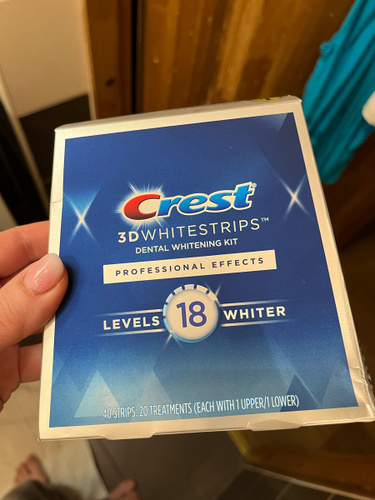 Crest
3DWHITESTRIPS™
DENTAL WHITENING KIT
PROFESSIONAL EFFECTS
LEVELS 18 WHITER
40 STRIPS: 20 TREATMENTS (EACH WITH 1 UPPER/1 LOWER)